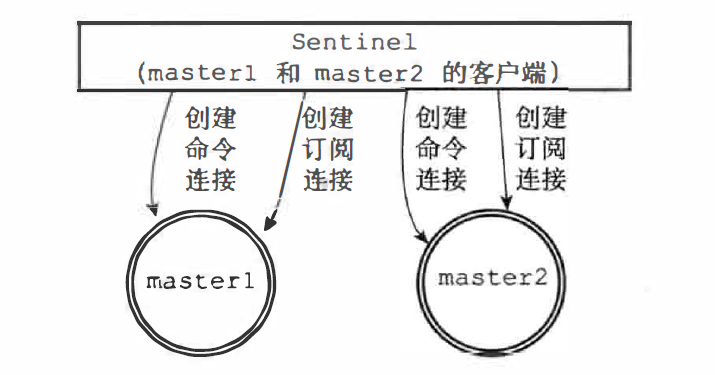 Sentinel
(master1 和 master2 的客户端)
创建
命令
连接
创建
订阅
连接
创建
命令
连接
创建
订阅
连接
master1
master2